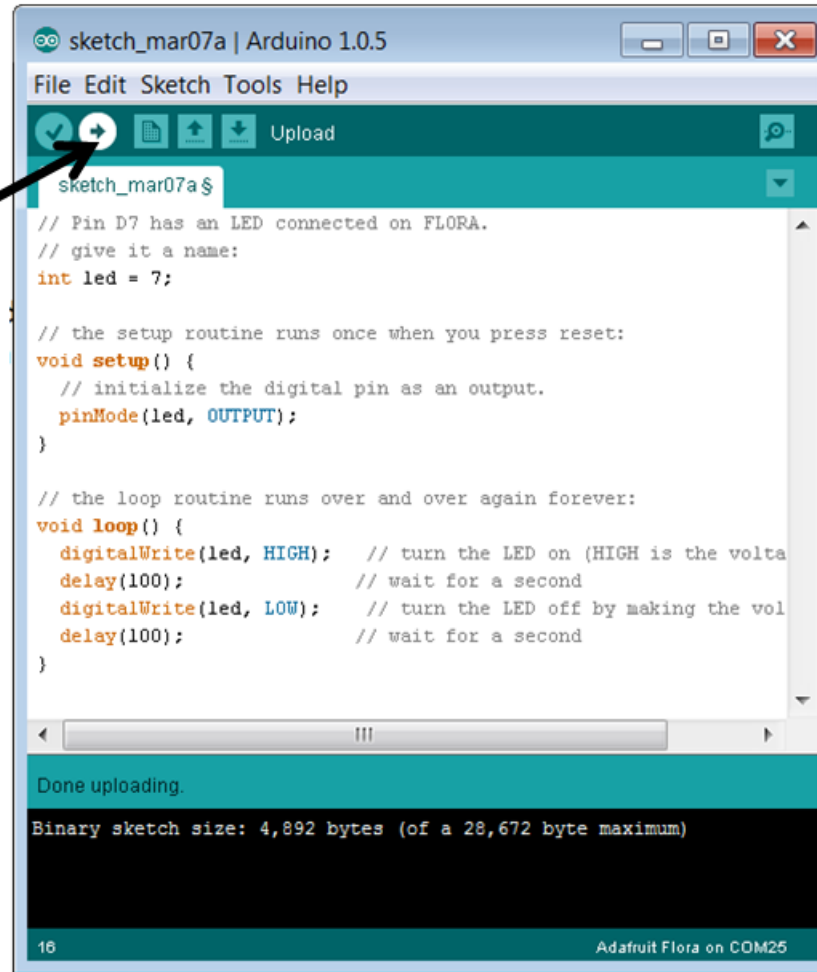 sketch_mar07a | Arduino 1.0.5
File Edit Sketch Tools Help
Upload
sketch_mar07a §
// Pin D7 has an LED connected on FLORA.
// give it a name:
int led = 7;
// the setup routine runs once when you press reset:
void setup() {
// initialize the digital pin as an output.
pinMode(led, OUTPUT);
}
// the loop routine runs over and over again forever:
void loop() {
digitalWrite(led, HIGH); // turn the LED on (HIGH is the volta
delay(100); // wait for a second
digitalWrite(led, LOW); // turn the LED off by making the vol
delay(100); // wait for a second
}
Done uploading.
Binary sketch size: 4,892 bytes (of a 28,672 byte maximum)
16 Adafruit Flora on COM25